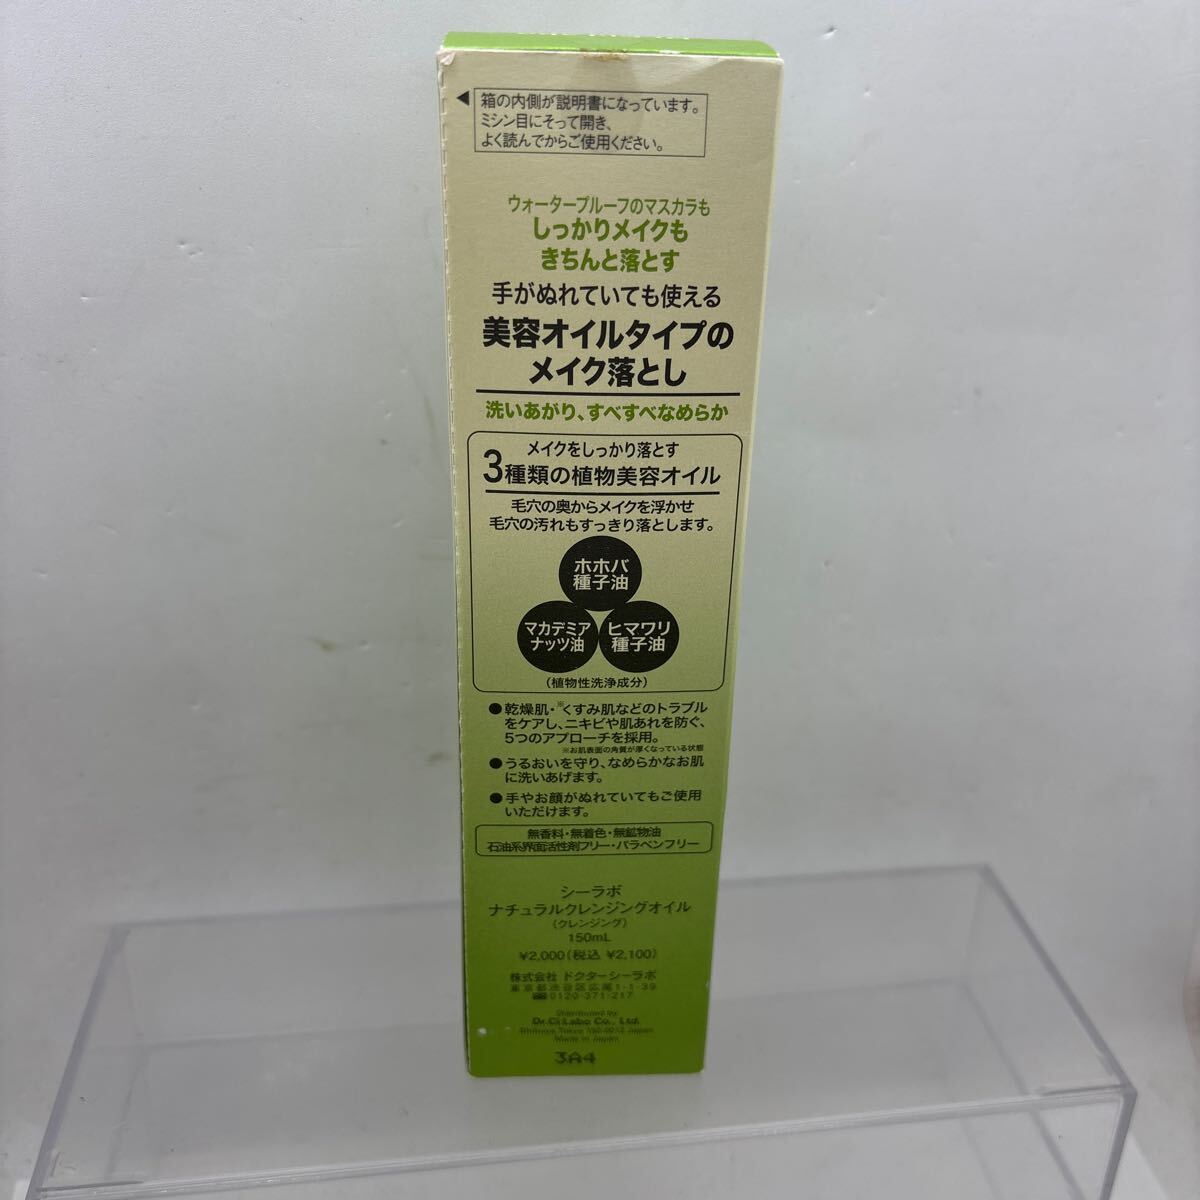 ◀ 箱の内側が説明書になっています。
ミシン目にそって開き、
よく読んでからご使用ください。
ウォータープルーフのマスカラも
しっかりメイクも
きちんと落とす
手がぬれていても使える
美容オイルタイプの
メイク落とし
洗いあがり、すべすべなめらか
メイクをしっかり落とす
3種類の植物美容オイル
毛穴の奥からメイクを浮かせ
毛穴の汚れもすっきり落とします。
ホホバ
種子油
マカデミア
ナッツ油
ヒマワリ
種子油
(植物性洗浄成分)
●乾燥肌・※くすみ肌などのトラブル
をケアし、ニキビや肌あれを防ぐ、
5つのアプローチを採用。
※お肌表面の角質が厚くなっている状態
●うるおいを守り、なめらかなお肌
に洗いあげます。
●手やお顔がぬれていてもご使用
いただけます。
無香料・無着色・無鉱物油
石油系界面活性剤フリー・パラベンフリー
シーラボ
ナチュラルクレンジングオイル
(クレンジング)
150mL
¥2,000(税込 ¥2,100)
株式会社 ドクターシーラボ
東京都渋谷区広尾1-1-39
0120-371-217
Distributed by
Dr.Ci:Labo Co., Ltd.
Shibuya Tokyo 150-0012 Japan
Made in Japan
3A4